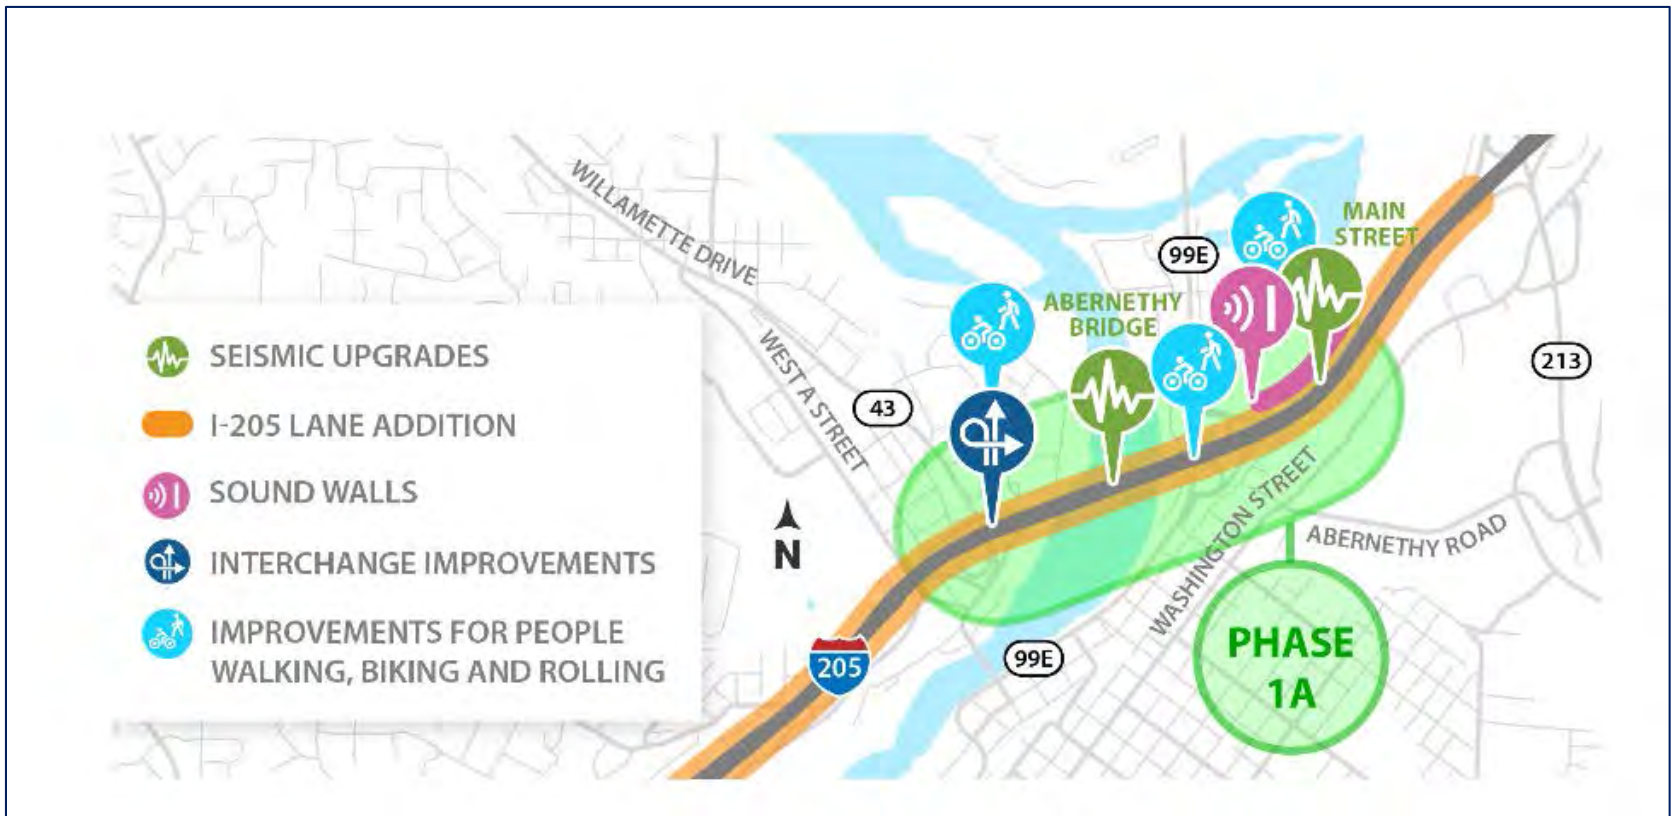 WILLAMETTE DRIVE
MAIN
STREET
99E
ABERNETHY
BRIDGE
SEISMIC UPGRADES
WEST A STREET
213
43
I-205 LANE ADDITION
SOUND WALLS
WASHINGTON STREET
ABERNETHY ROAD
N
INTERCHANGE IMPROVEMENTS
IMPROVEMENTS FOR PEOPLE
WALKING, BIKING AND ROLLING
205
99E
PHASE
1A